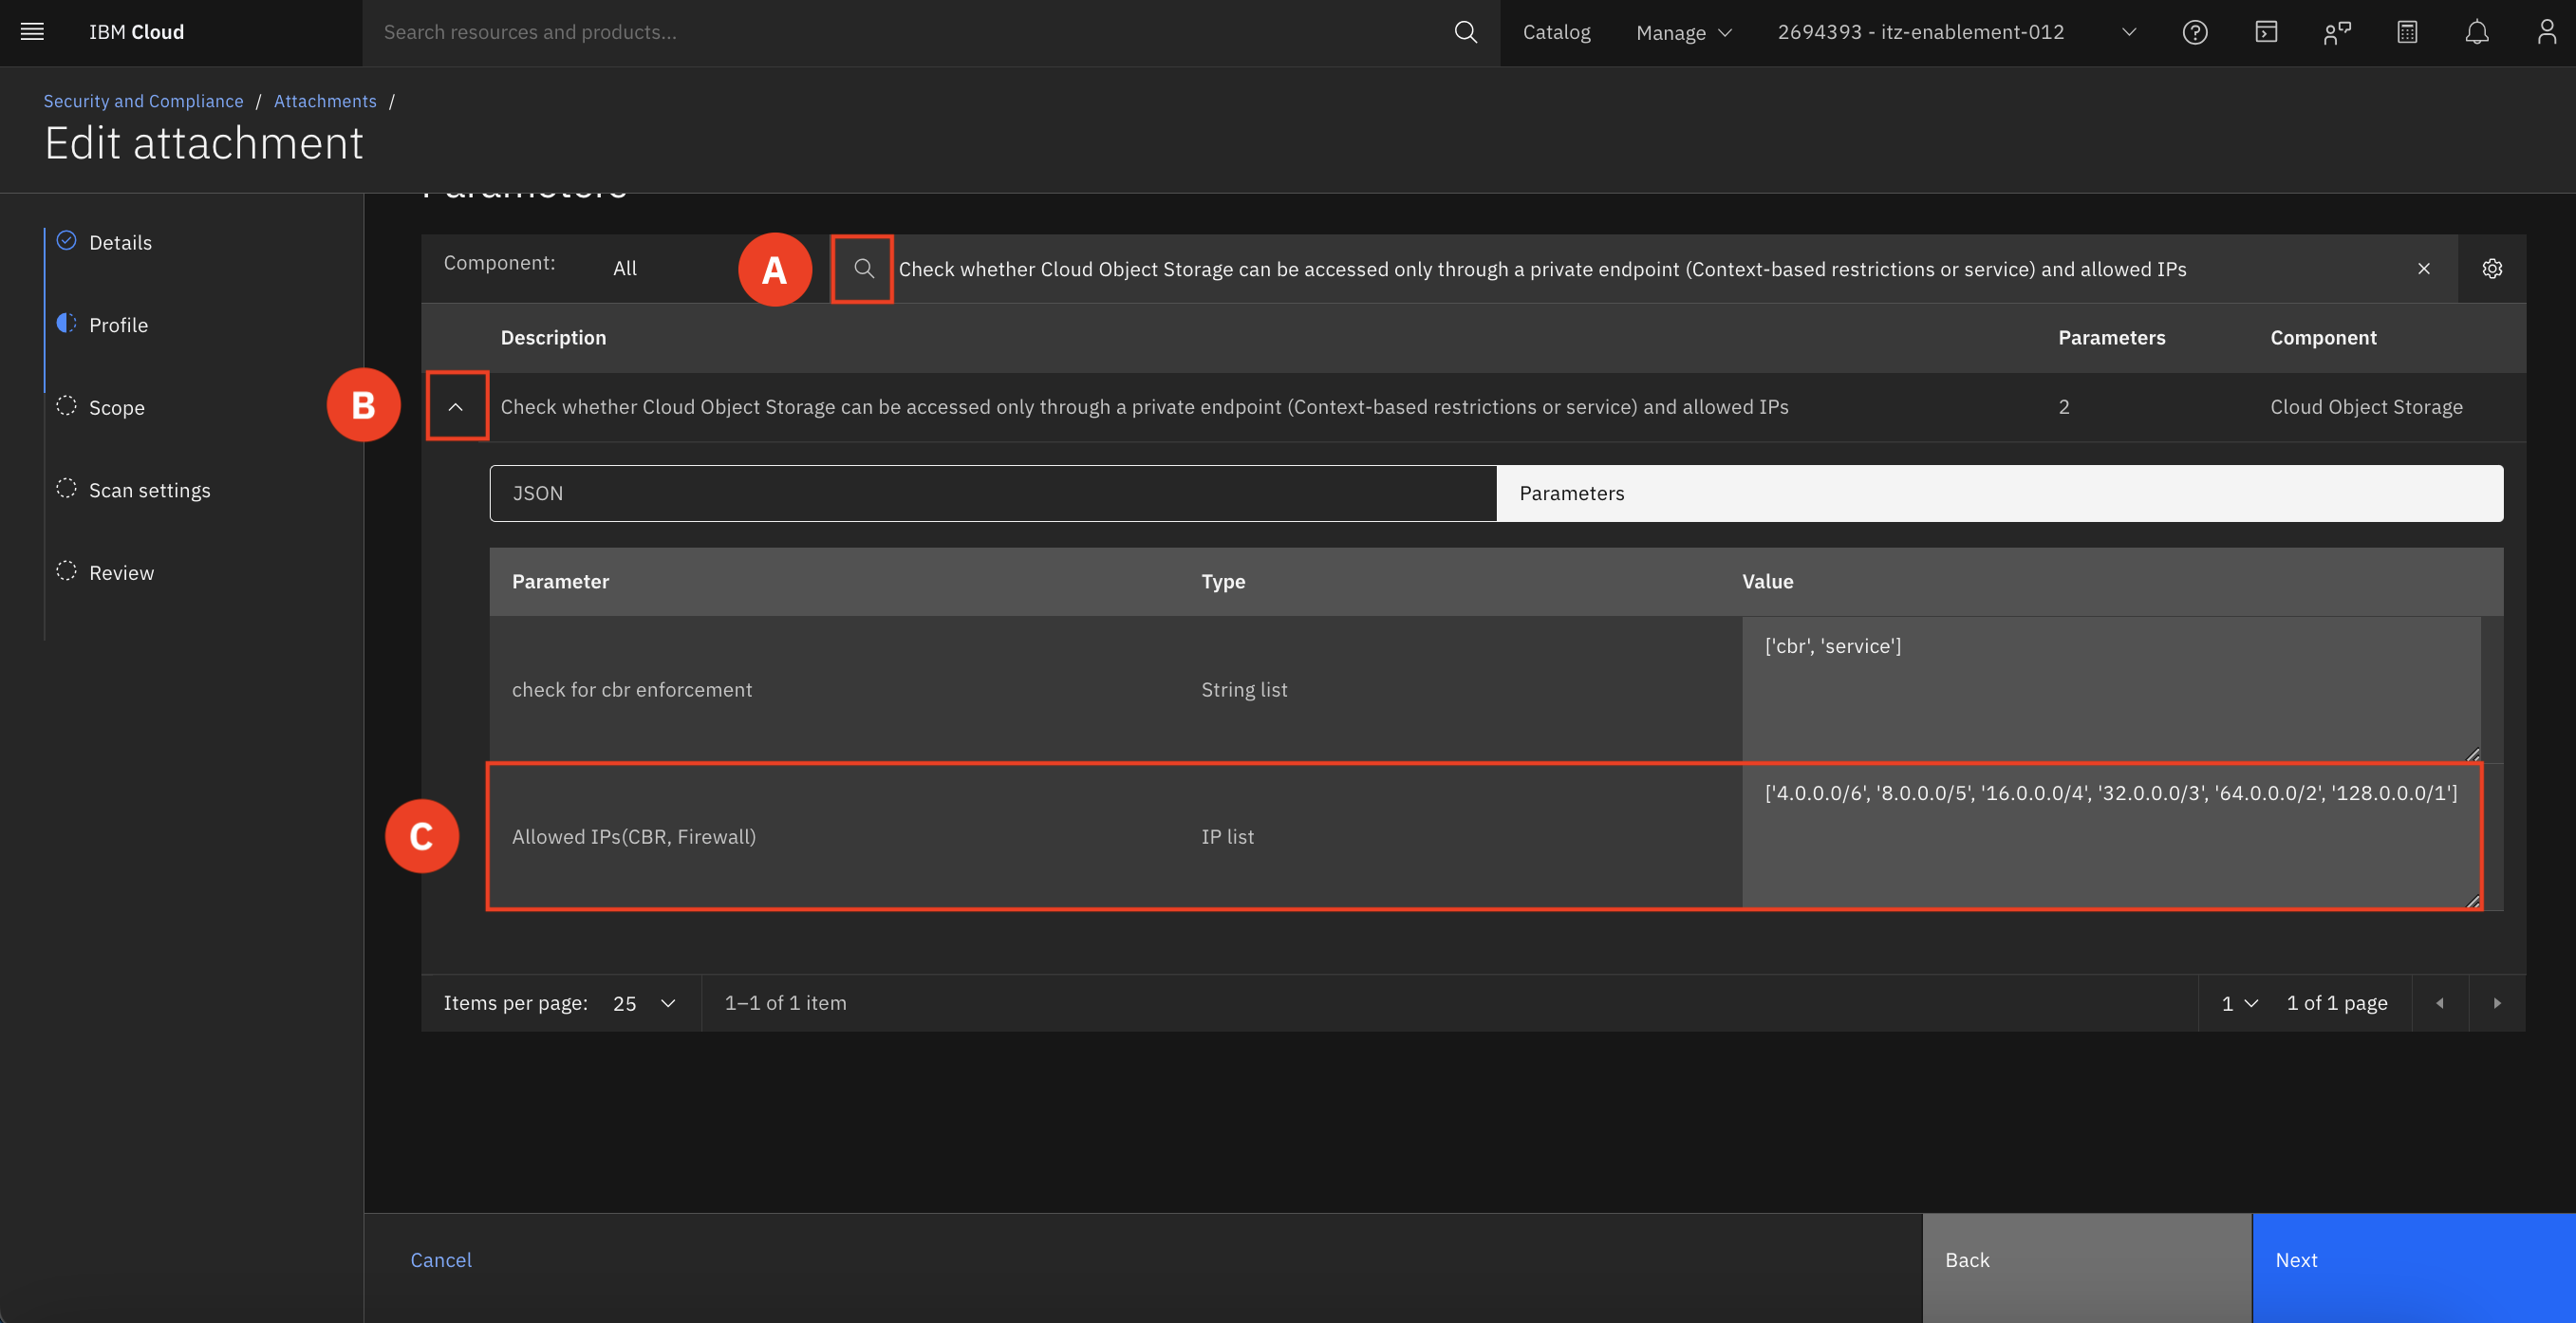 IBM Cloud
Search resources and products...
Catalog
Manage
2694393 - itz-enablement-012
Security and Compliance / Attachments /
Edit attachment
Parameters
Details
Profile
Scope
Scan settings
Review
Component: All
A
Check whether Cloud Object Storage can be accessed only through a private endpoint (Context-based restrictions or service) and allowed IPs
Description Parameters Component
B
Check whether Cloud Object Storage can be accessed only through a private endpoint (Context-based restrictions or service) and allowed IPs 2 Cloud Object Storage
JSON Parameters
Parameter Type Value
check for cbr enforcement String list ['cbr', 'service']
C
Allowed IPs(CBR, Firewall) IP list ['4.0.0.0/6', '8.0.0.0/5', '16.0.0.0/4', '32.0.0.0/3', '64.0.0.0/2', '128.0.0.0/1']
Items per page: 25 1–1 of 1 item 1 1 of 1 page
Cancel Back Next